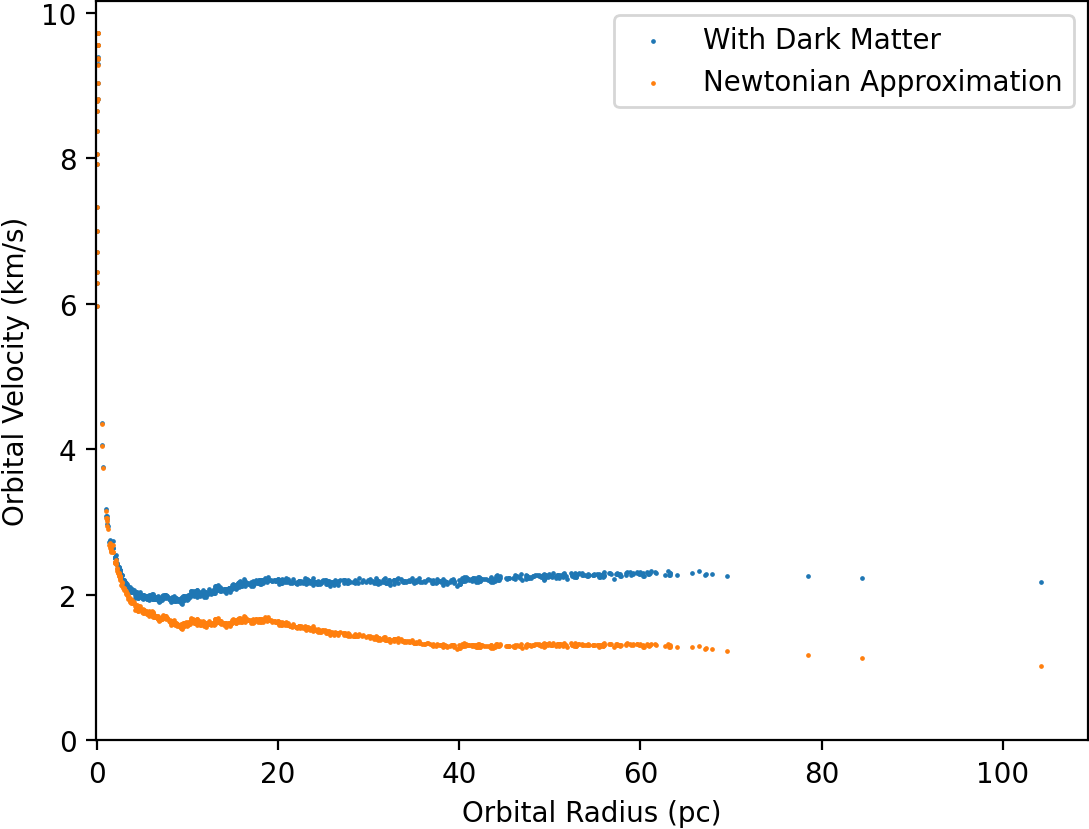 With Dark Matter
Newtonian Approximation
Orbital Velocity (km/s)
10
8
6
4
2
0
0 20 40 60 80 100
Orbital Radius (pc)